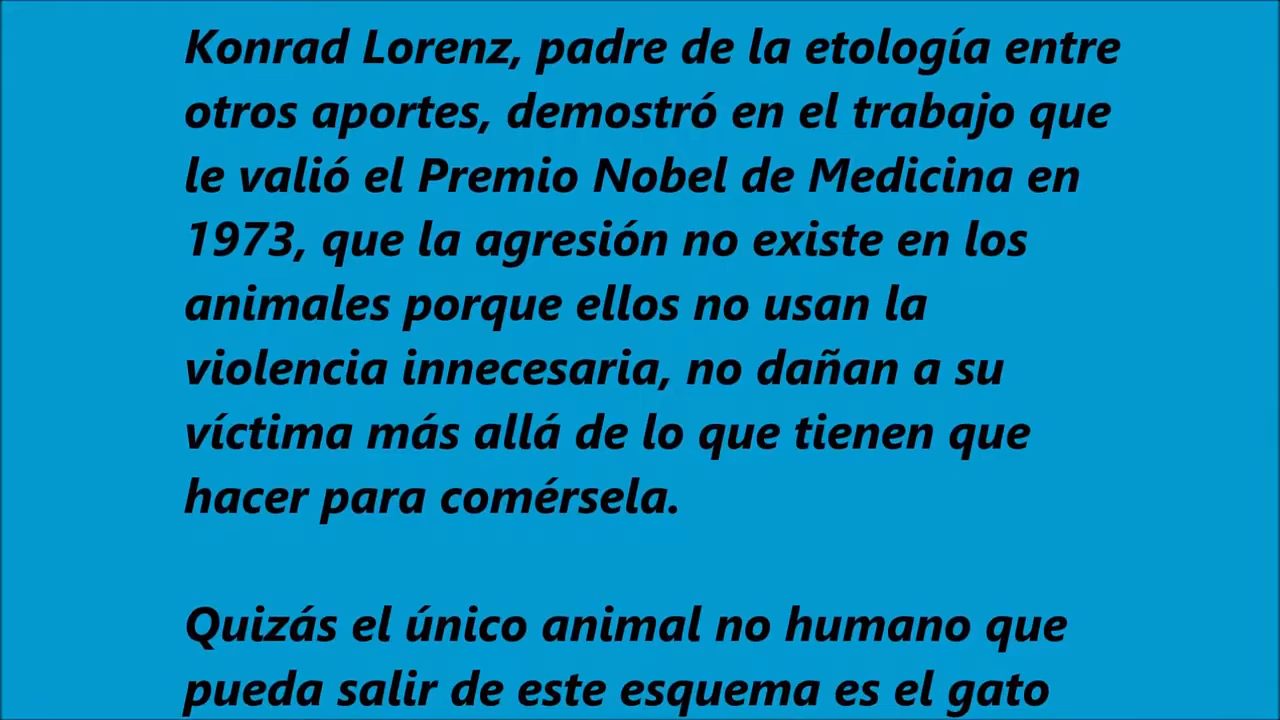 Konrad Lorenz, padre de la etología entre
otros aportes, demostró en el trabajo que
le valió el Premio Nobel de Medicina en
1973, que la agresión no existe en los
animales porque ellos no usan la
violencia innecesaria, no dañan a su
víctima más allá de lo que tienen que
hacer para comérsela.
Quizás el único animal no humano que
pueda salir de este esquema es el gato